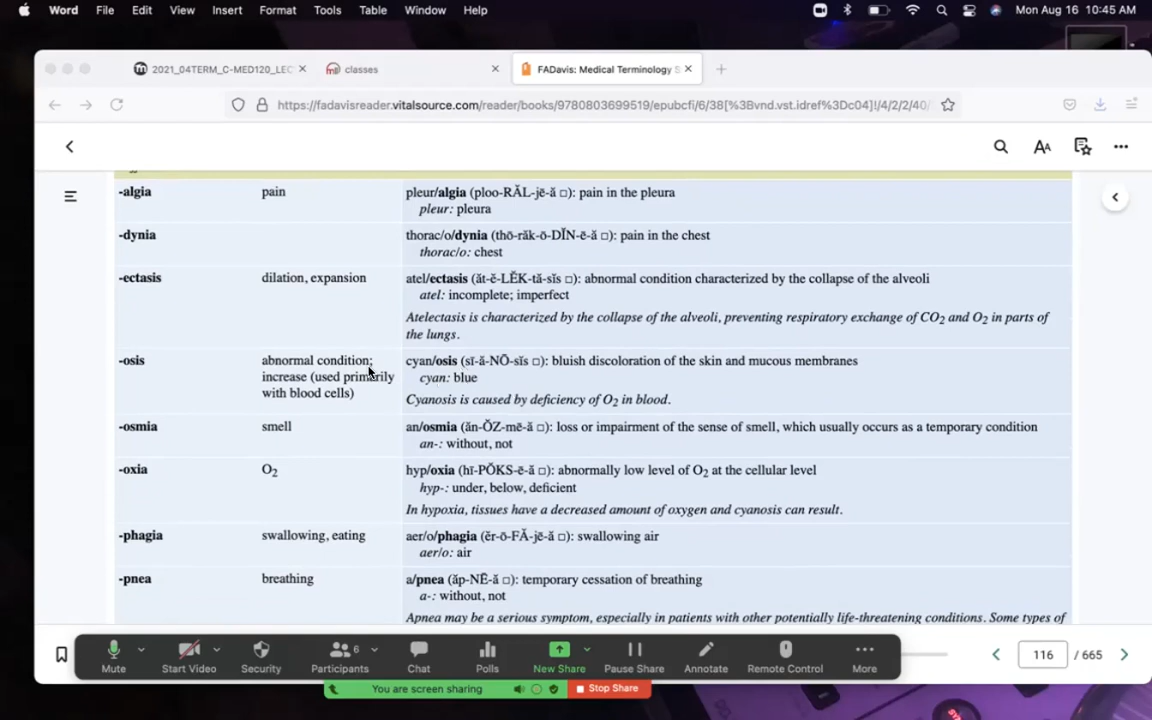 Word File Edit View Insert Format Tools Table Window Help Mon Aug 16 10:45 AM
2021_04TERM_C-MED120_LEC classes FADavis: Medical Terminology S
https://fadavisreader.vitalsource.com/reader/books/9780803699519/epubcfi/6/38[%3Bvnd.vst.idref%3Dc04]!/4/2/2/40/
AA
-algia pain pleur/algia (ploo-RĂL-jē-ă □): pain in the pleura
pleur: pleura
-dynia thorac/o/dynia (thō-răk-ō-DĬN-ē-ă □): pain in the chest
thorac/o: chest
-ectasis dilation, expansion atel/ectasis (ăt-ĕ-LĔK-tă-sĭs □): abnormal condition characterized by the collapse of the alveoli
atel: incomplete; imperfect
Atelectasis is characterized by the collapse of the alveoli, preventing respiratory exchange of CO2 and O2 in parts of
the lungs.
-osis abnormal condition; cyan/osis (sī-ă-NŌ-sĭs □): bluish discoloration of the skin and mucous membranes
increase (used primarily cyan: blue
with blood cells) Cyanosis is caused by deficiency of O2 in blood.
-osmia smell an/osmia (ăn-ŎZ-mē-ă □): loss or impairment of the sense of smell, which usually occurs as a temporary condition
an-: without, not
-oxia O2 hyp/oxia (hī-PŎKS-ē-ă □): abnormally low level of O2 at the cellular level
hyp-: under, below, deficient
In hypoxia, tissues have a decreased amount of oxygen and cyanosis can result.
-phagia swallowing, eating aer/o/phagia (ĕr-ō-FĂ-jē-ă □): swallowing air
aer/o: air
-pnea breathing a/pnea (ăp-NĒ-ă □): temporary cessation of breathing
a-: without, not
Apnea may be a serious symptom, especially in patients with other potentially life-threatening conditions. Some types of
6
Mute Start Video Security Participants Chat Polls New Share Pause Share Annotate Remote Control More
116 / 665
You are screen sharing Stop Share